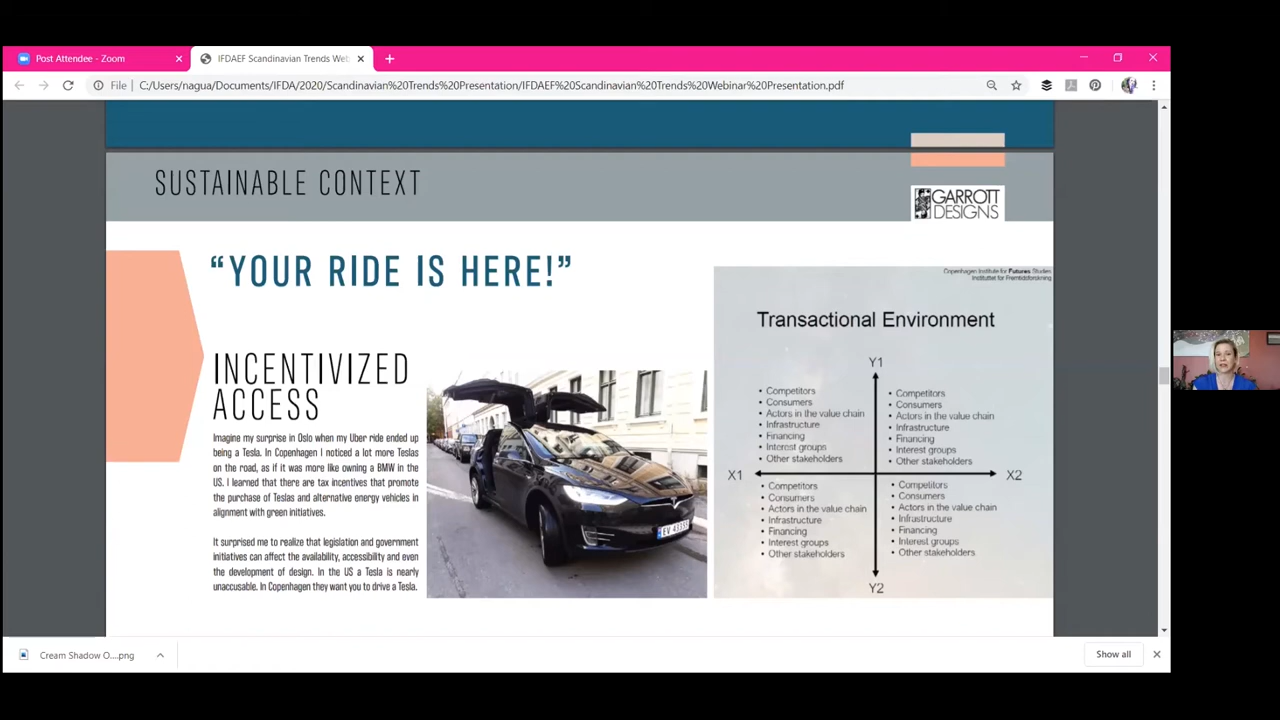 Post Attendee - Zoom
IFDAEF Scandinavian Trends Web
File
C:/Users/nagua/Documents/IFDA/2020/Scandinavian%20Trends%20Presentation/IFDAEF%20Scandinavian%20Trends%20Webinar%20Presentation.pdf
SUSTAINABLE CONTEXT
GARROTT
DESIGNS
“YOUR RIDE IS HERE!”
INCENTIVIZED
ACCESS
Imagine my surprise in Oslo when my Uber ride ended up
being a Tesla. In Copenhagen I noticed a lot more Teslas
on the road, as if it was more like owning a BMW in the
US. I learned that there are tax incentives that promote
the purchase of Teslas and alternative energy vehicles in
alignment with green initiatives.
It surprised me to realize that legislation and government
initiatives can affect the availability, accessibility and even
the development of design. In the US a Tesla is nearly
unaccusable. In Copenhagen they want you to drive a Tesla.
Copenhagen Institute for Futures Studies
Instituttet for Fremtidsforskning
Transactional Environment
Y1
• Competitors
• Consumers
• Actors in the value chain
• Infrastructure
• Financing
• Interest groups
• Other stakeholders
• Competitors
• Consumers
• Actors in the value chain
• Infrastructure
• Financing
• Interest groups
• Other stakeholders
X1
X2
• Competitors
• Consumers
• Actors in the value chain
• Infrastructure
• Financing
• Interest groups
• Other stakeholders
• Competitors
• Consumers
• Actors in the value chain
• Infrastructure
• Financing
• Interest groups
• Other stakeholders
Y2
Cream Shadow O....png
Show all